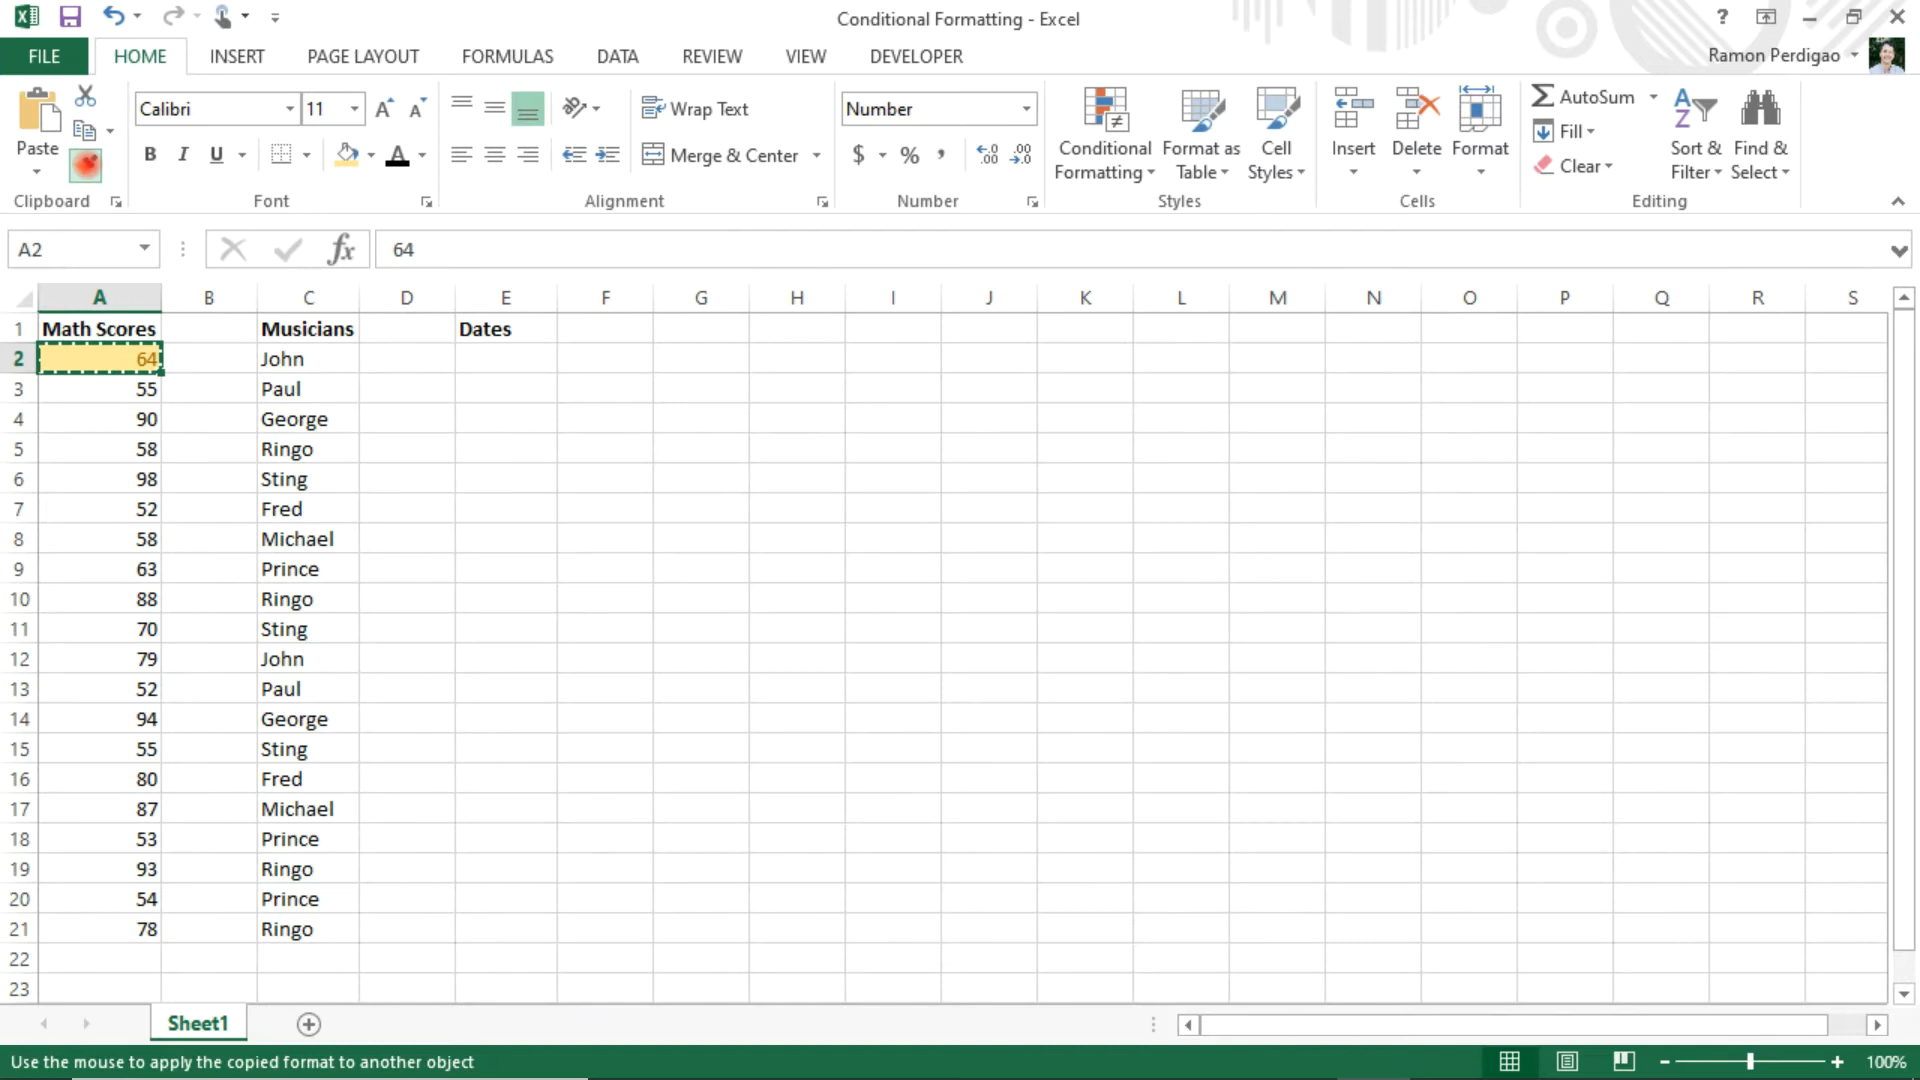 Conditional Formatting - Excel
?
FILE HOME INSERT PAGE LAYOUT FORMULAS DATA REVIEW VIEW DEVELOPER Ramon Perdigao
Paste
Calibri 11 A A
B I U A
Wrap Text
Merge & Center
Number
$ % , .00 .00
Conditional Formatting
Format as Table
Cell Styles
Insert Delete Format
AutoSum
Fill
Clear
Sort & Filter
Find & Select
Clipboard Font Alignment Number Styles Cells Editing
A2 fx 64
A B C D E F G H I J K L M N O P Q R S
1 Math Scores Musicians Dates
2 64 John
3 55 Paul
4 90 George
5 58 Ringo
6 98 Sting
7 52 Fred
8 58 Michael
9 63 Prince
10 88 Ringo
11 70 Sting
12 79 John
13 52 Paul
14 94 George
15 55 Sting
16 80 Fred
17 87 Michael
18 53 Prince
19 93 Ringo
20 54 Prince
21 78 Ringo
22
23
Sheet1
Use the mouse to apply the copied format to another object 100%